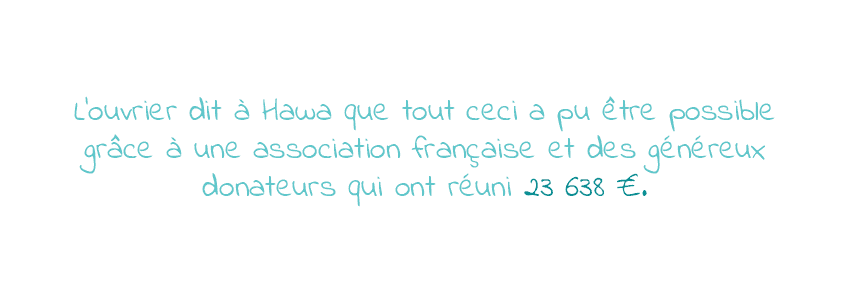 L'ouvrier dit à Hawa que tout ceci a pu être possible
grâce à une association française et des généreux
donateurs qui ont réuni 23 638 €.